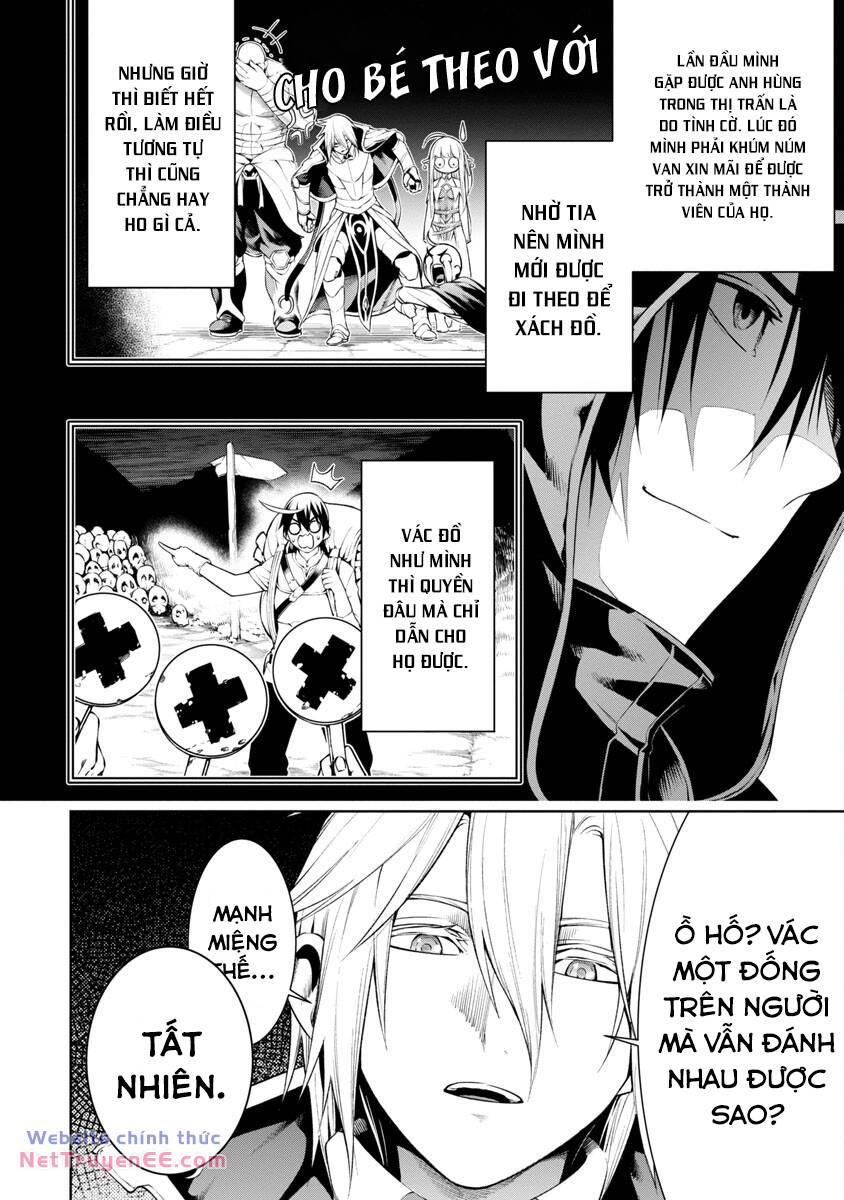 LẦN ĐẦU MÌNH
GẶP ĐƯỢC ANH HÙNG
TRONG THỊ TRẤN LÀ
DO TÌNH CỜ. LÚC ĐÓ
MÌNH PHẢI KHÚM NÚM
VAN XIN MÃI ĐỂ ĐƯỢC
TRỞ THÀNH MỘT THÀNH
VIÊN CỦA HỌ.
CHO BÉ THEO VỚI
NHỜ TIA
NÊN MÌNH
MỚI ĐƯỢC
ĐI THEO ĐỂ
XÁCH ĐỒ.
NHƯNG GIỜ
THÌ BIẾT HẾT
RỒI, LÀM ĐIỀU
TƯƠNG TỰ
THÌ CŨNG
CHẲNG HAY
HO GÌ CẢ.
VÁC ĐỒ
NHƯ MÌNH
THÌ QUYỀN
ĐÂU MÀ CHỈ
DẪN CHO
HỌ ĐƯỢC.
Ồ HỐ? VÁC
MỘT ĐỐNG
TRÊN NGƯỜI
MÀ VẪN ĐÁNH
NHAU ĐƯỢC
SAO?
MẠNH
MIỆNG
THẾ...
TẤT
NHIÊN.
Website chính thức
NetTruyenEE.com